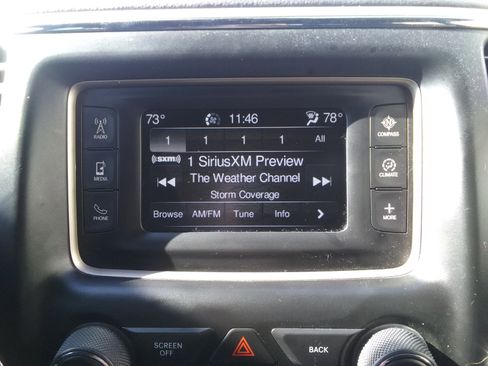 73° 11:46 78°
1 1 1 1 All
((sxm)) 1 SiriusXM Preview
The Weather Channel
Storm Coverage
Browse AM/FM Tune Info
RADIO
MEDIA
PHONE
N
COMPASS
CLIMATE
+
MORE
SCREEN
OFF
BACK